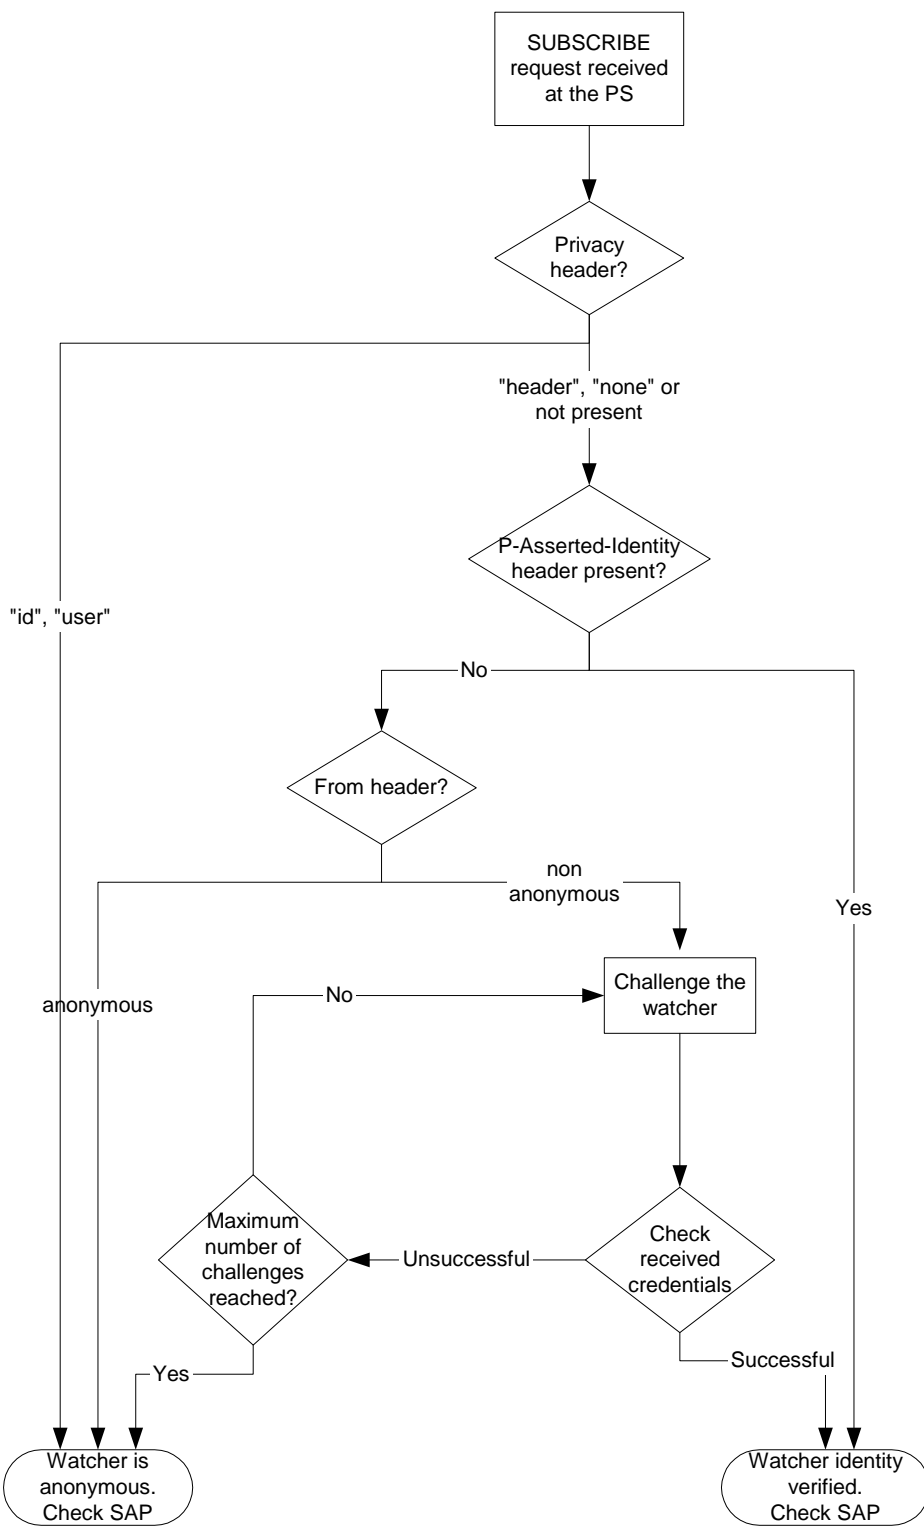 SUBSCRIBE
request received
at the PS
Privacy
header?
"header", "none" or
not present
P-Asserted-Identity
header present?
"id", "user"
No
From header?
non
anonymous
Yes
Challenge the
watcher
No
anonymous
Maximum
number of
challenges
reached?
Unsuccessful
Check
received
credentials
Yes
Successful
Watcher is
anonymous.
Check SAP
Watcher identity
verified.
Check SAP